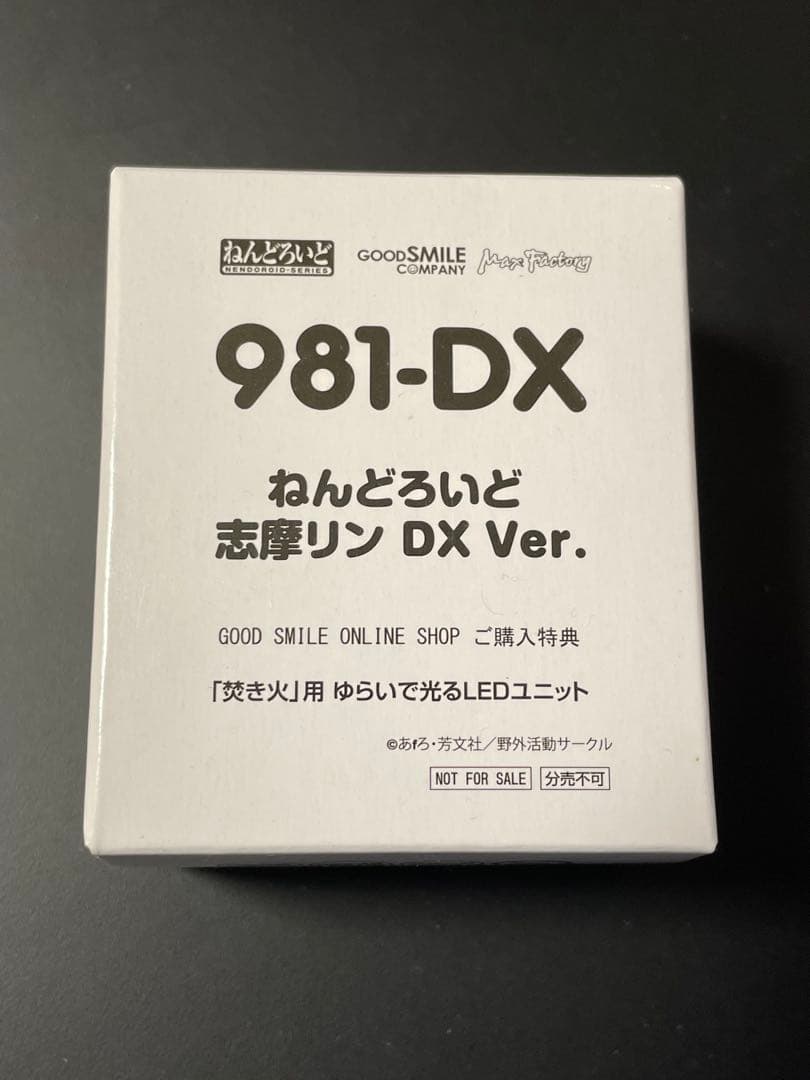 ねんどろいど
NENDOROID-SERIES
GOODSMILE
COMPANY
Max Factory
981-DX
ねんどろいど
志摩リン DX Ver.
GOOD SMILE ONLINE SHOP ご購入特典
「焚き火」用 ゆらいで光るLEDユニット
©あfろ・芳文社／野外活動サークル
NOT FOR SALE 分売不可